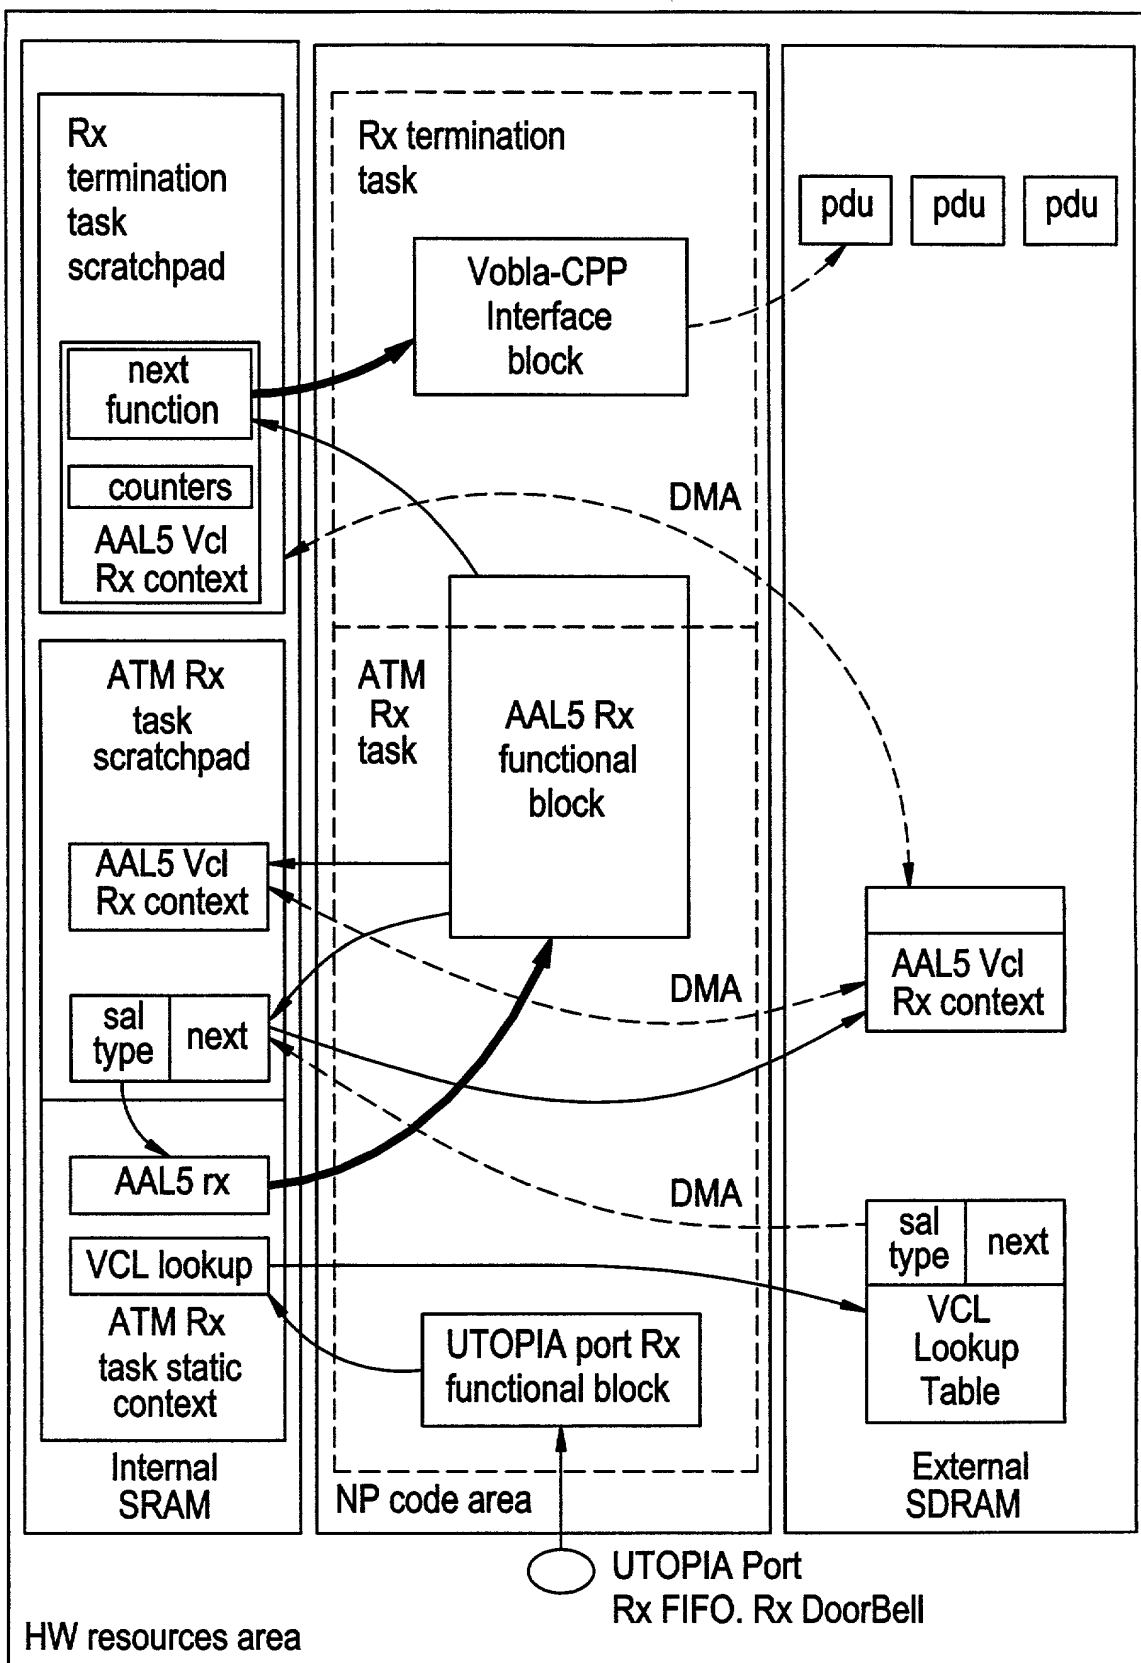 Rx
termination
task
scratchpad
next
function
counters
AAL5 Vcl
Rx context
ATM Rx
task
scratchpad
AAL5 Vcl
Rx context
sal
type
next
AAL5 rx
VCL lookup
ATM Rx
task static
context
Internal
SRAM
Rx termination
task
Vobla-CPP
Interface
block
DMA
ATM
Rx
task
AAL5 Rx
functional
block
DMA
DMA
UTOPIA port Rx
functional block
NP code area
pdu
pdu
pdu
AAL5 Vcl
Rx context
sal
type
next
VCL
Lookup
Table
External
SDRAM
UTOPIA Port
Rx FIFO. Rx DoorBell
HW resources area